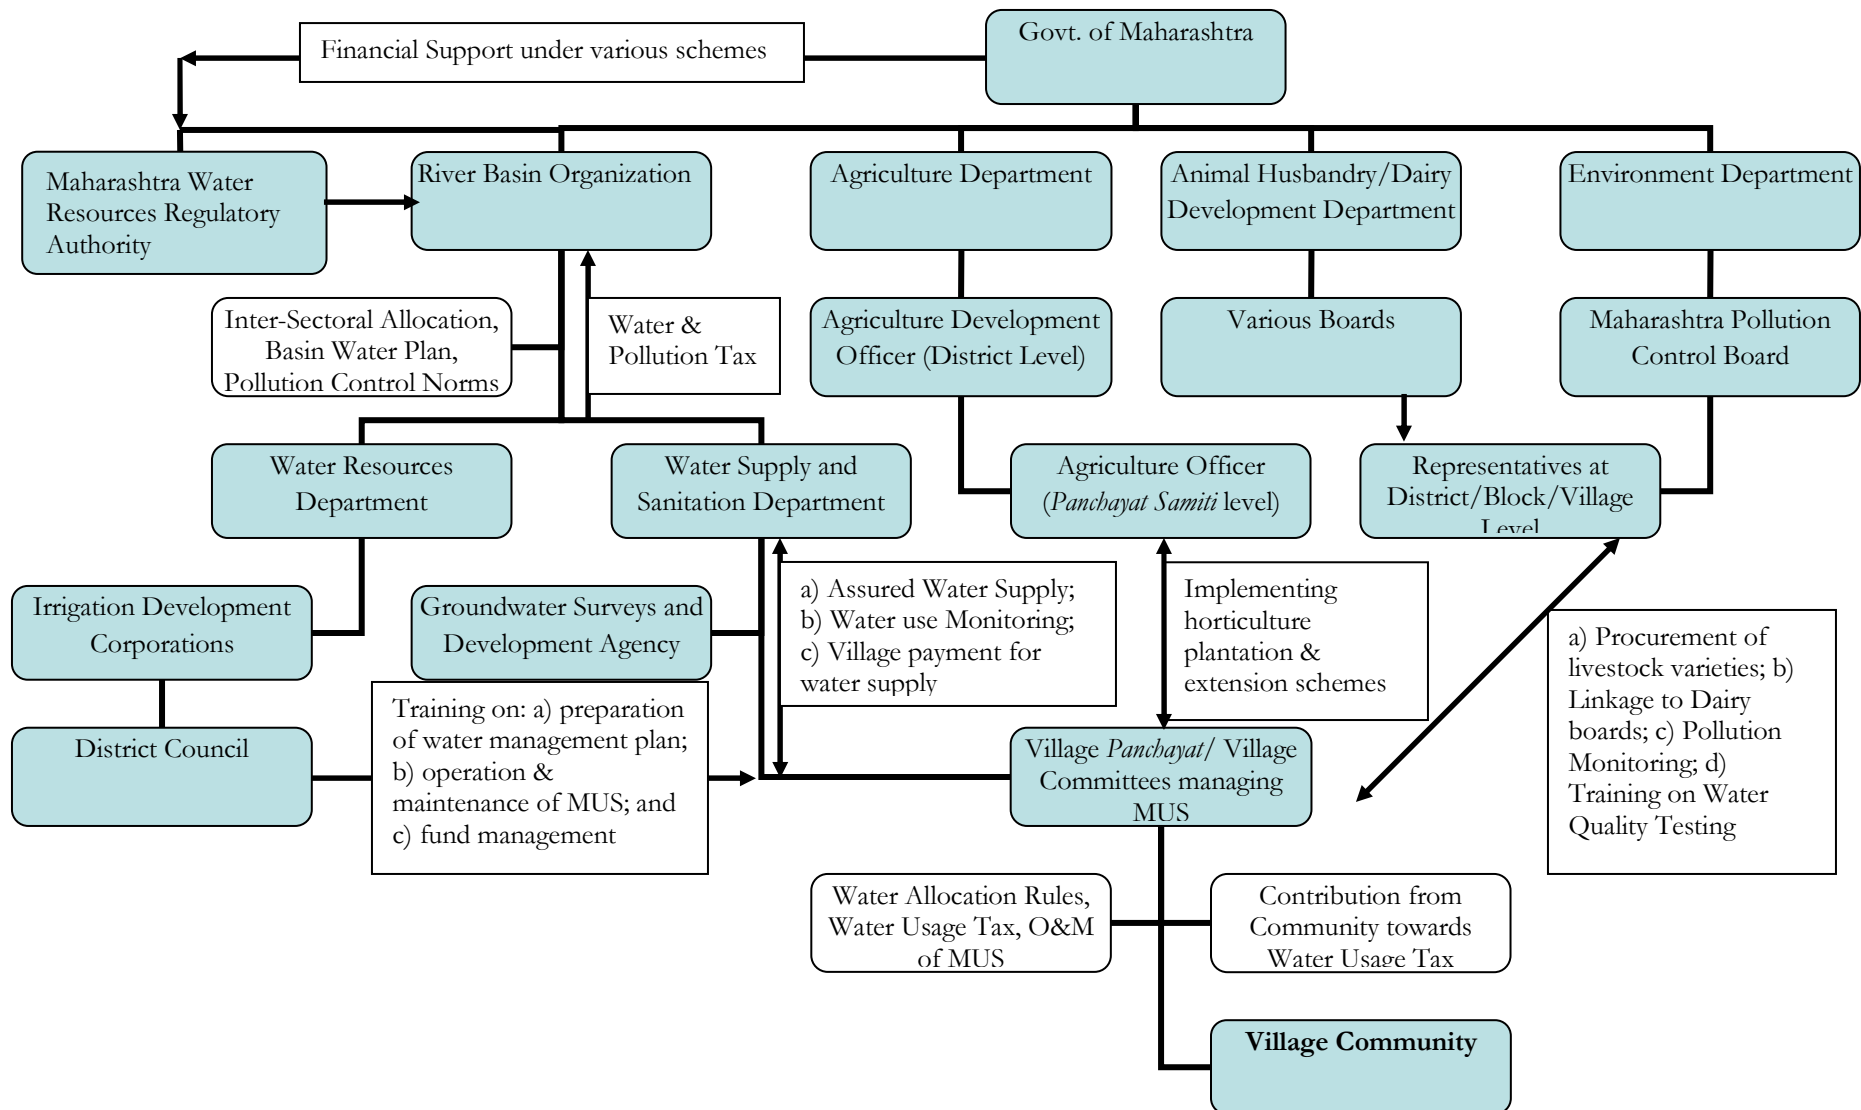 Govt. of Maharashtra
Financial Support under various schemes
Maharashtra Water
Resources Regulatory
Authority
River Basin Organization
Agriculture Department
Animal Husbandry/Dairy
Development Department
Environment Department
Inter-Sectoral Allocation,
Basin Water Plan,
Pollution Control Norms
Water &
Pollution Tax
Agriculture Development
Officer (District Level)
Various Boards
Maharashtra Pollution
Control Board
Water Resources
Department
Water Supply and
Sanitation Department
Agriculture Officer
(Panchayat Samiti level)
Representatives at
District/Block/Village
Level
Irrigation Development
Corporations
Groundwater Surveys and
Development Agency
a) Assured Water Supply;
b) Water use Monitoring;
c) Village payment for
water supply
Implementing
horticulture
plantation &
extension schemes
a) Procurement of
livestock varieties; b)
Linkage to Dairy
boards; c) Pollution
Monitoring; d)
Training on Water
Quality Testing
District Council
Training on: a) preparation
of water management plan;
b) operation &
maintenance of MUS; and
c) fund management
Village Panchayat/ Village
Committees managing
MUS
Water Allocation Rules,
Water Usage Tax, O&M
of MUS
Contribution from
Community towards
Water Usage Tax
Village Community